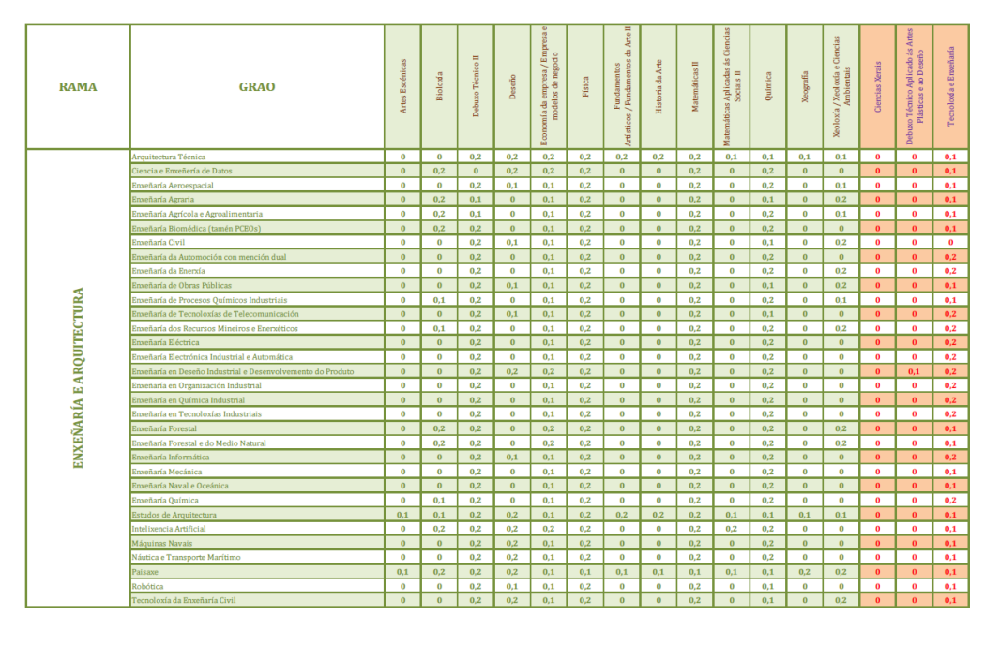 RAMA
GRAO
Artes Escénicas
Bioloxía
Debuxo Técnico II
Deseño
Economía da empresa / Empresa e
modelos de negocio
Física
Fundamentos
Artísticos / Fundamentos da Arte II
Historia da Arte
Matemáticas II
Matemáticas Aplicadas ás Ciencias
Sociais II
Química
Xeografía
Xeoloxía / Xeoloxía e Ciencias
Ambientais
Ciencias Xerais
Debuxo Técnico Aplicado ás Artes
Plásticas e ao Deseño
Tecnoloxía e Enxeñaría
ENXEÑARÍA E ARQUITECTURA
Arquitectura Técnica 0 0 0,2 0,2 0,2 0,2 0,2 0,2 0,2 0,1 0,1 0,1 0,1 0 0 0,1
Ciencia e Enxeñería de Datos 0 0,2 0 0,2 0,2 0,2 0 0 0,2 0 0,2 0 0 0 0 0,1
Enxeñaría Aeroespacial 0 0 0,2 0,1 0,1 0,2 0 0 0,2 0 0,2 0 0,1 0 0 0,1
Enxeñaría Agraria 0 0,2 0,1 0 0,1 0,2 0 0 0,2 0 0,1 0 0,2 0 0 0,1
Enxeñaría Agrícola e Agroalimentaria 0 0,2 0,1 0 0,1 0,2 0 0 0,2 0 0,2 0 0,1 0 0 0,1
Enxeñaría Biomédica (tamén PCEOs) 0 0,2 0,2 0 0,1 0,2 0 0 0,2 0 0,2 0 0 0 0 0,1
Enxeñaría Civil 0 0 0,2 0,1 0,1 0,2 0 0 0,2 0 0,1 0 0,2 0 0 0
Enxeñaría da Automoción con mención dual 0 0 0,2 0 0,1 0,2 0 0 0,2 0 0,2 0 0 0 0 0,2
Enxeñaría da Enerxía 0 0 0,2 0 0,1 0,2 0 0 0,2 0 0,2 0 0 0 0 0,2
Enxeñaría de Obras Públicas 0 0 0,2 0,1 0,1 0,2 0 0 0,2 0 0,1 0 0,2 0 0 0,1
Enxeñaría de Procesos Químicos Industriais 0 0,1 0,2 0 0,1 0,2 0 0 0,2 0 0,2 0 0,1 0 0 0,1
Enxeñaría de Tecnoloxías de Telecomunicación 0 0 0,2 0,1 0,1 0,2 0 0 0,2 0 0,1 0 0 0 0 0,2
Enxeñaría dos Recursos Mineiros e Enerxéticos 0 0,1 0,2 0 0,1 0,2 0 0 0,2 0 0,2 0 0,2 0 0 0,2
Enxeñaría Eléctrica 0 0 0,2 0 0,1 0,2 0 0 0,2 0 0,2 0 0 0 0 0,2
Enxeñaría Electrónica Industrial e Automática 0 0 0,2 0 0,1 0,2 0 0 0,2 0 0,2 0 0 0 0 0,2
Enxeñaría en Deseño Industrial e Desenvolvemento do Produto 0 0 0,2 0,2 0,2 0,2 0 0 0,2 0 0,2 0 0 0 0,1 0,2
Enxeñaría en Organización Industrial 0 0 0,2 0 0,1 0,2 0 0 0,2 0 0,2 0 0 0 0 0,2
Enxeñaría en Química Industrial 0 0 0,2 0 0,1 0,2 0 0 0,2 0 0,2 0 0 0 0 0,2
Enxeñaría en Tecnoloxías Industriais 0 0 0,2 0 0,1 0,2 0 0 0,2 0 0,2 0 0 0 0 0,2
Enxeñaría Forestal 0 0,2 0,2 0 0,2 0,2 0 0 0,2 0 0,2 0 0,2 0 0 0,1
Enxeñaría Forestal e do Medio Natural 0 0,2 0,2 0 0,2 0,2 0 0 0,2 0 0,2 0 0,2 0 0 0,1
Enxeñaría Informática 0 0 0,2 0,1 0,1 0,2 0 0 0,2 0 0,2 0 0 0 0 0,2
Enxeñaría Mecánica 0 0 0,2 0 0,1 0,2 0 0 0,2 0 0,2 0 0 0 0 0,1
Enxeñaría Naval e Oceánica 0 0 0,2 0 0,1 0,2 0 0 0,2 0 0,2 0 0 0 0 0,1
Enxeñaría Química 0 0,1 0,2 0 0,1 0,2 0 0 0,2 0 0,2 0 0 0 0 0,2
Estudos de Arquitectura 0,1 0,1 0,2 0,2 0,1 0,2 0,2 0,2 0,2 0,1 0,1 0,1 0,1 0 0 0,1
Intelixencia Artificial 0 0,2 0,2 0,2 0,2 0,2 0 0 0,2 0,2 0,2 0 0 0 0 0,1
Máquinas Navais 0 0 0,2 0,2 0,1 0,2 0 0 0,2 0 0,2 0 0 0 0 0,1
Náutica e Transporte Marítimo 0 0 0,2 0,2 0,1 0,2 0 0 0,2 0 0,2 0 0 0 0 0,1
Paisaxe 0,1 0,2 0,2 0,2 0,1 0,1 0,1 0,1 0,1 0,1 0,1 0,2 0,2 0 0 0,1
Robótica 0 0 0,2 0,1 0,1 0,2 0 0 0,2 0 0,1 0 0 0 0 0,1
Tecnoloxía da Enxeñaría Civil 0 0 0,2 0,2 0,1 0,2 0 0 0,2 0 0,1 0 0,2 0 0 0,1